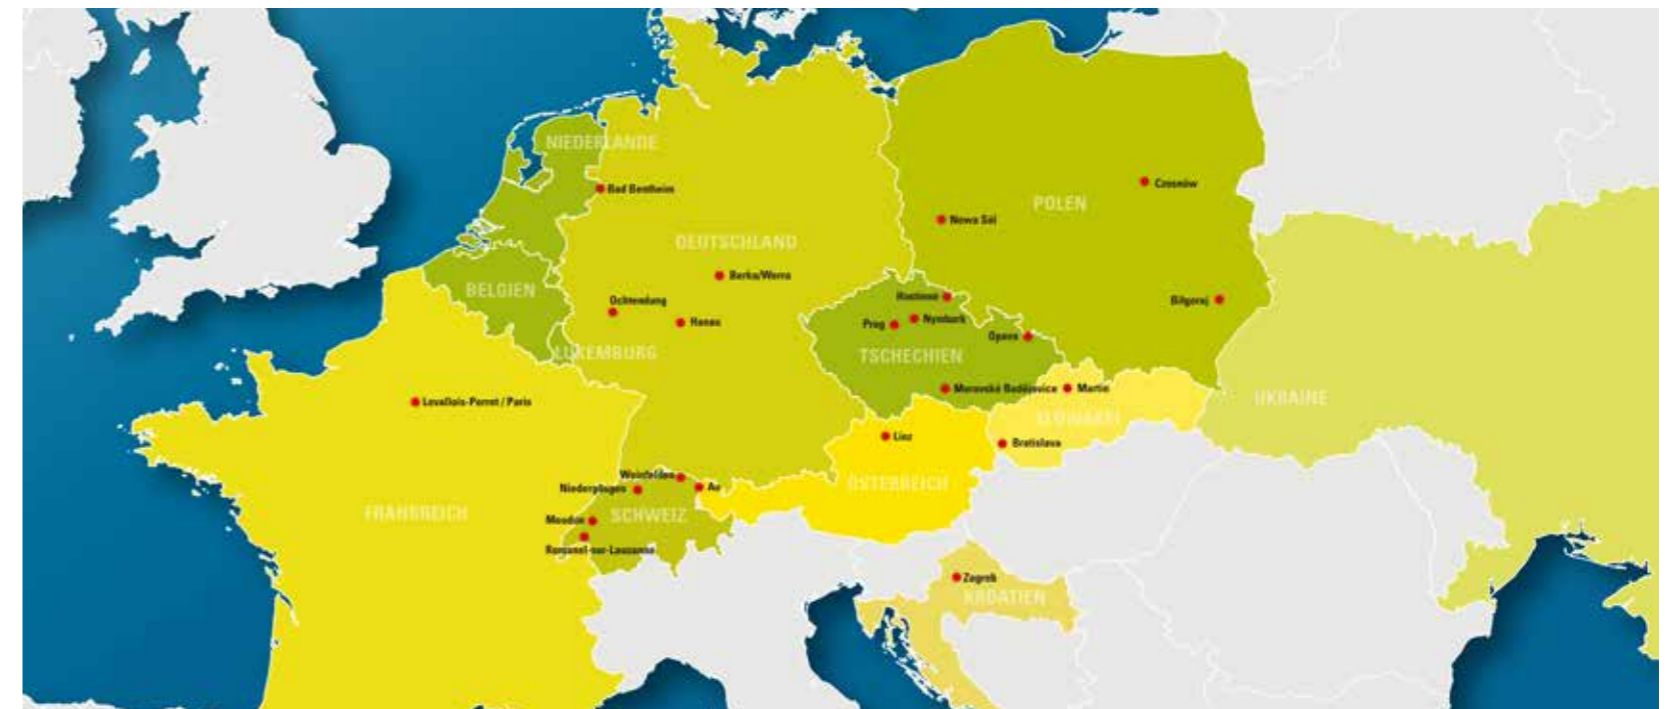 NIEDERLANDE
Bad Bentheim
Czosnów
POLEN
Nowa Sól
DEUTSCHLAND
Berka/Werra
BELGIEN
Hostinne
Biłgoraj
Ochtendung
Nymburk
Hanau
Prag
Opava
LUXEMBURG
TSCHECHIEN
Moravské Budějovice
Martin
UKRAINE
Levallois-Perret / Paris
SLOWAKEI
Linz
Bratislava
Weinfelden
ÖSTERREICH
Au
Niederglagen
FRANKREICH
SCHWEIZ
Moudon
Romanel-sur-Lausanne
Zagreb
KROATIEN